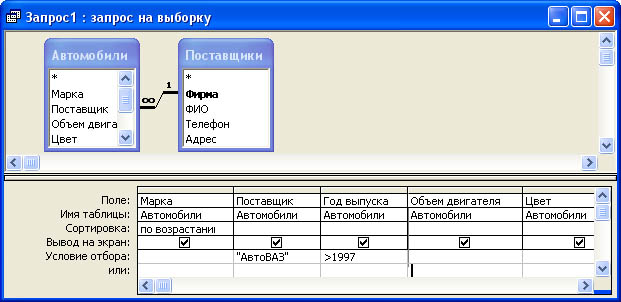 Запрос1 : запрос на выборку
Автомобили
*
Марка
Поставщик
Объем двига
Цвет
∞ 1
Поставщики
*
Фирма
ФИО
Телефон
Адрес
Поле: Марка Поставщик Год выпуска Объем двигателя Цвет
Имя таблицы: Автомобили Автомобили Автомобили Автомобили Автомобили
Сортировка: по возрастани
Вывод на экран:
Условие отбора: "АвтоВАЗ" >1997
или: